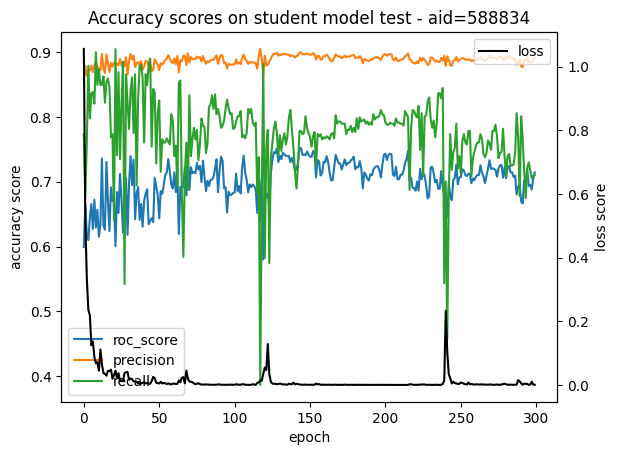 Accuracy scores on student model test - aid=588834
accuracy score
0.9
0.8
0.7
0.6
0.5
0.4
loss
1.0
0.8
0.6
0.4
0.2
0.0
loss score
roc_score
precision
recall
0 50 100 150 200 250 300
epoch